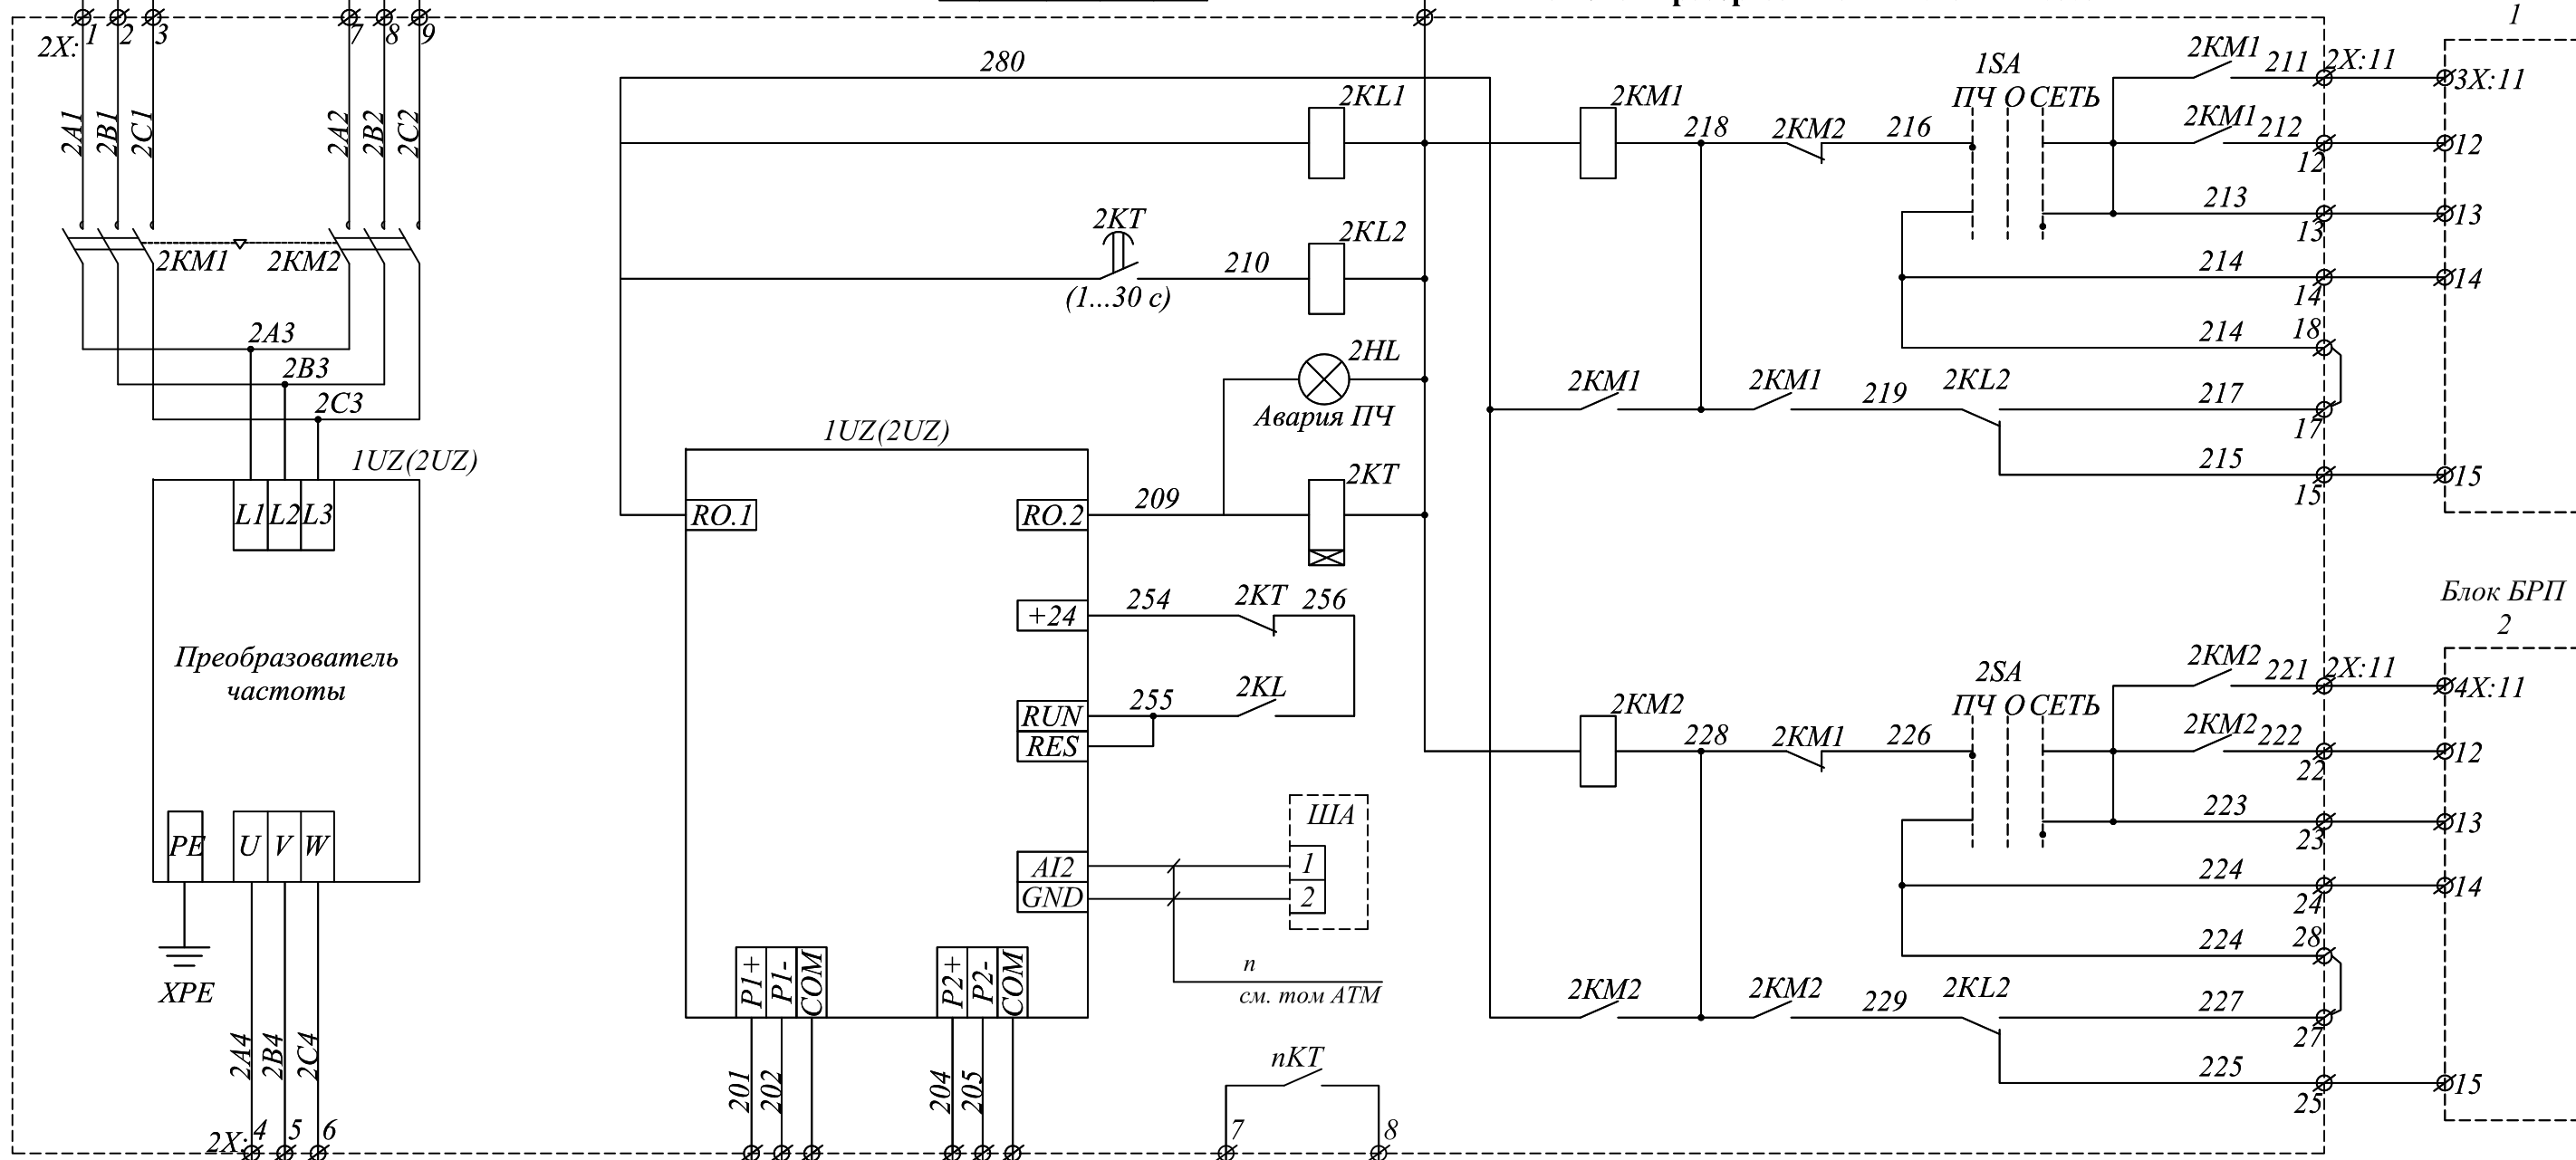 2X: 1 2 3 7 8 9
2A1 2B1 2C1 2A2 2B2 2C2
2KM1 2KM2
2A3
2B3
2C3
1UZ(2UZ)
L1 L2 L3
Преобразователь
частоты
PE U V W
XPE
2A4 2B4 2C4
2X: 4 5 6
280
2KL1
2KT
(1...30 c)
210
2KL2
2HL
Авария ПЧ
1UZ(2UZ)
RO.1
RO.2
209
2KT
+24
254
2KT
256
RUN
255
2KL
RES
ША
AI2
1
GND
2
n
см. том АТМ
P1+ P1- COM
P2+ P2- COM
201 202
204 205
nKT
7 8
2KM1
218
2KM2
216
1SA
ПЧ О СЕТЬ
2KM1
211
2X:11
2KM1
212
12
213
13
214
14
214
18
2KM1
2KM1
219
2KL2
217
17
215
15
1
3X:11
12
13
14
15
2KM2
228
2KM1
226
2SA
ПЧ О СЕТЬ
2KM2
221
2X:11
2KM2
222
22
223
23
224
24
224
28
2KM2
2KM2
229
2KL2
227
27
225
25
Блок БРП
2
4X:11
12
13
14
15